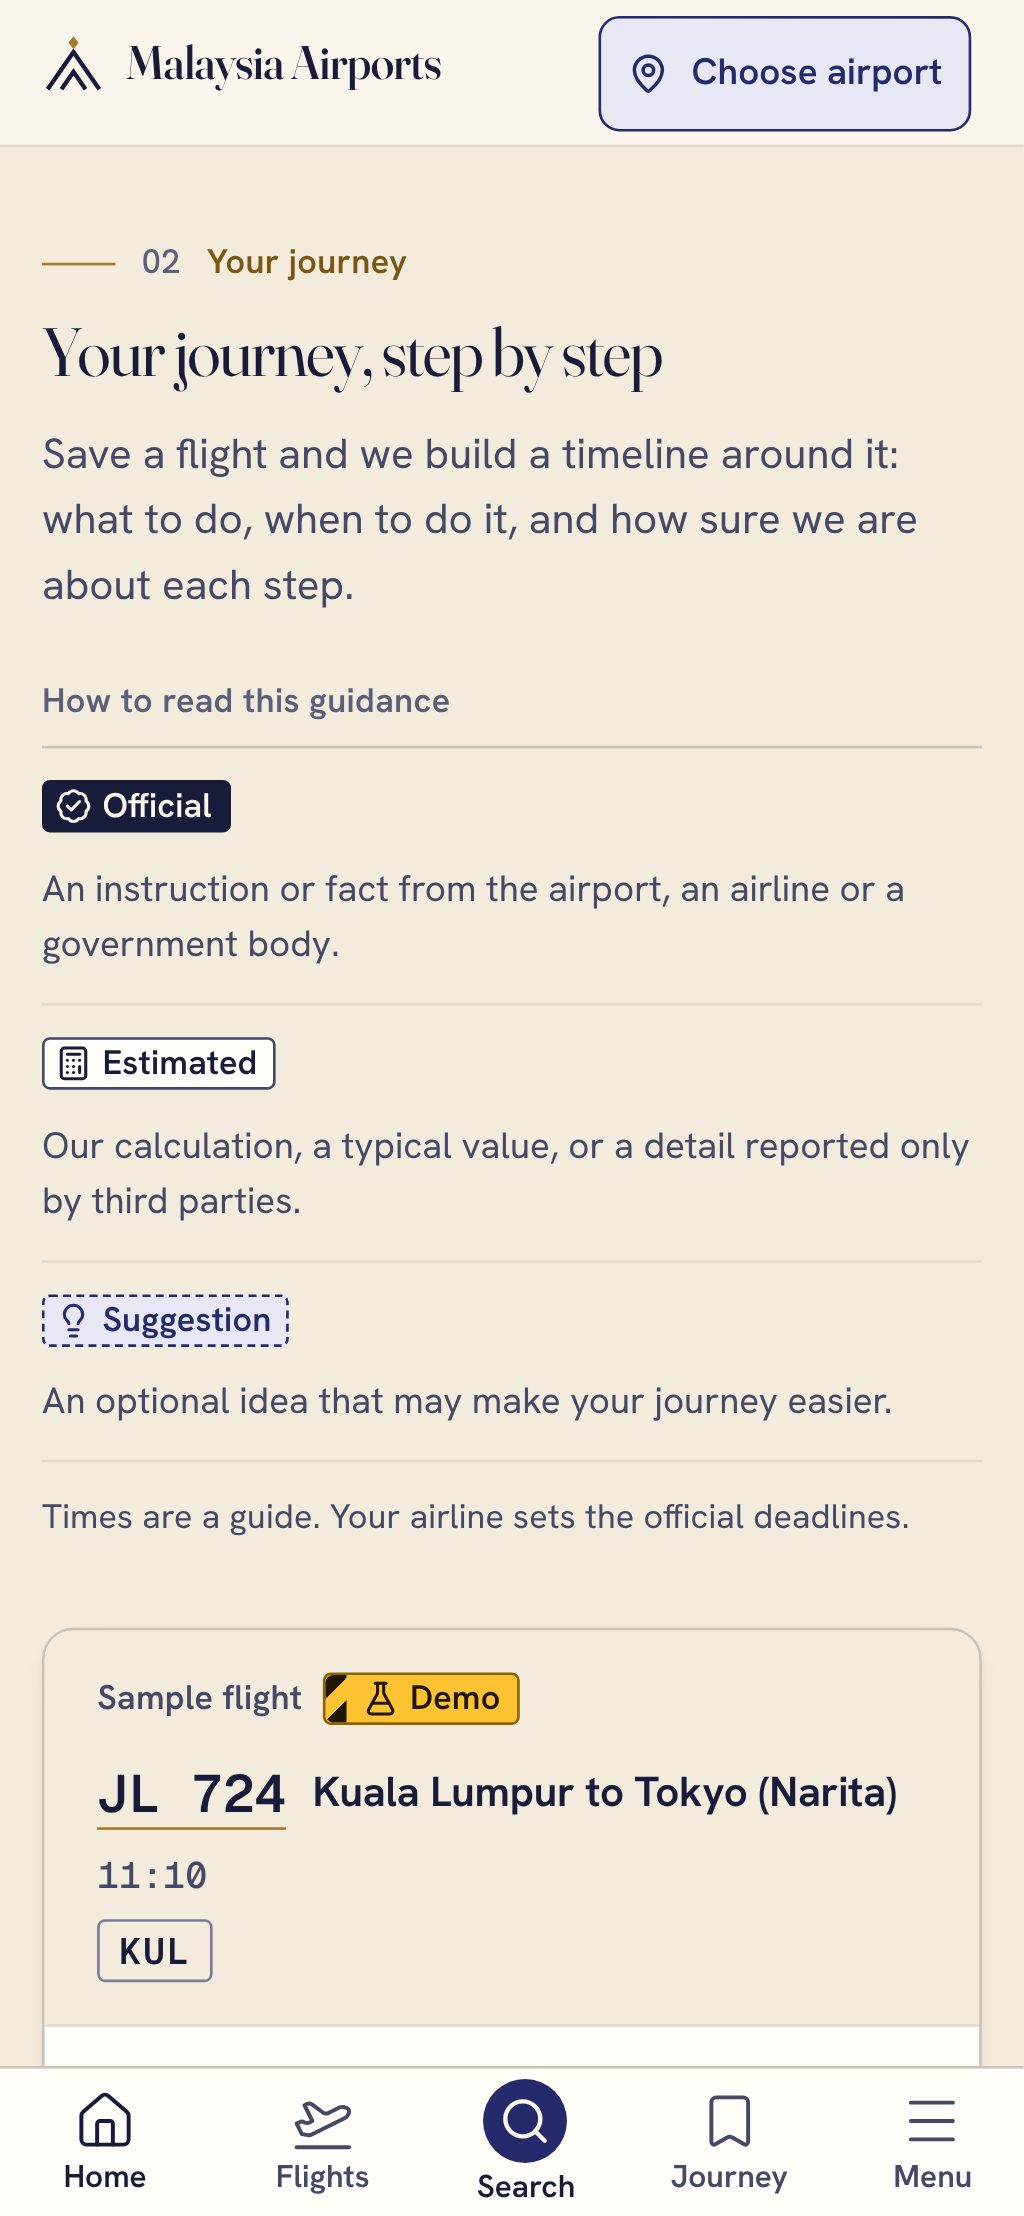 Malaysia Airports
Choose airport
02 Your journey
Your journey, step by step
Save a flight and we build a timeline around it:
what to do, when to do it, and how sure we are
about each step.
How to read this guidance
Official
An instruction or fact from the airport, an airline or a
government body.
Estimated
Our calculation, a typical value, or a detail reported only
by third parties.
Suggestion
An optional idea that may make your journey easier.
Times are a guide. Your airline sets the official deadlines.
Sample flight Demo
JL 724 Kuala Lumpur to Tokyo (Narita)
11:10
KUL
Home Flights Search Journey Menu